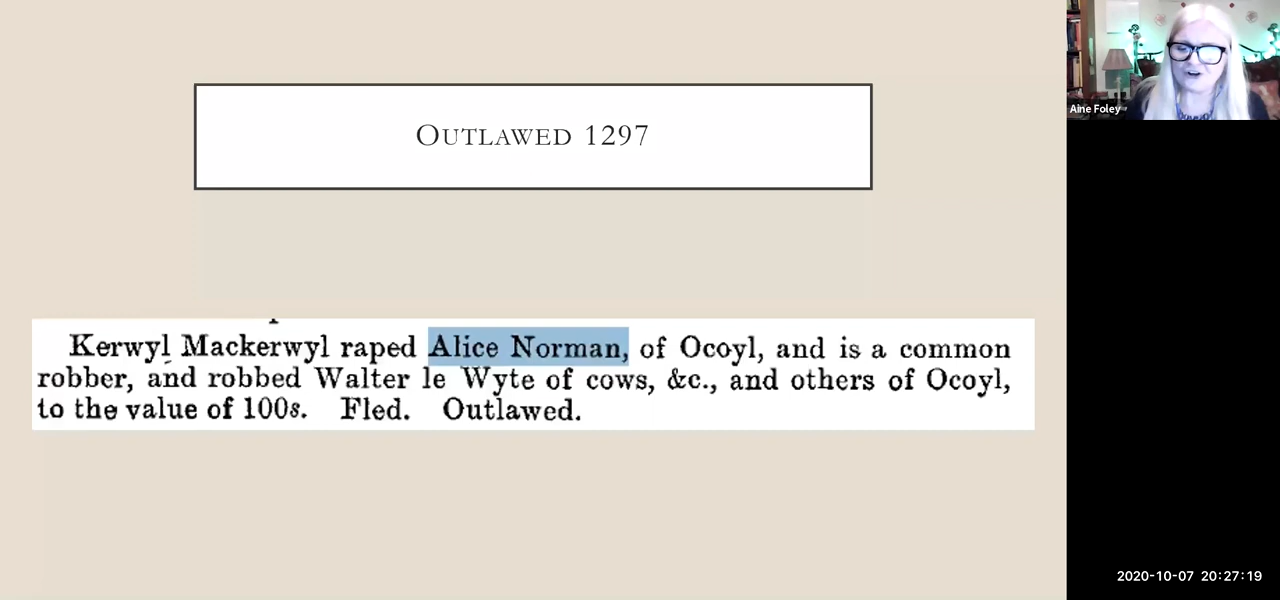 OUTLAWED 1297
Kerwyl Mackerwyl raped Alice Norman, of Ocoyl, and is a common
robber, and robbed Walter le Wyte of cows, &c., and others of Ocoyl,
to the value of 100s. Fled. Outlawed.
Aine Foley
2020-10-07 20:27:19